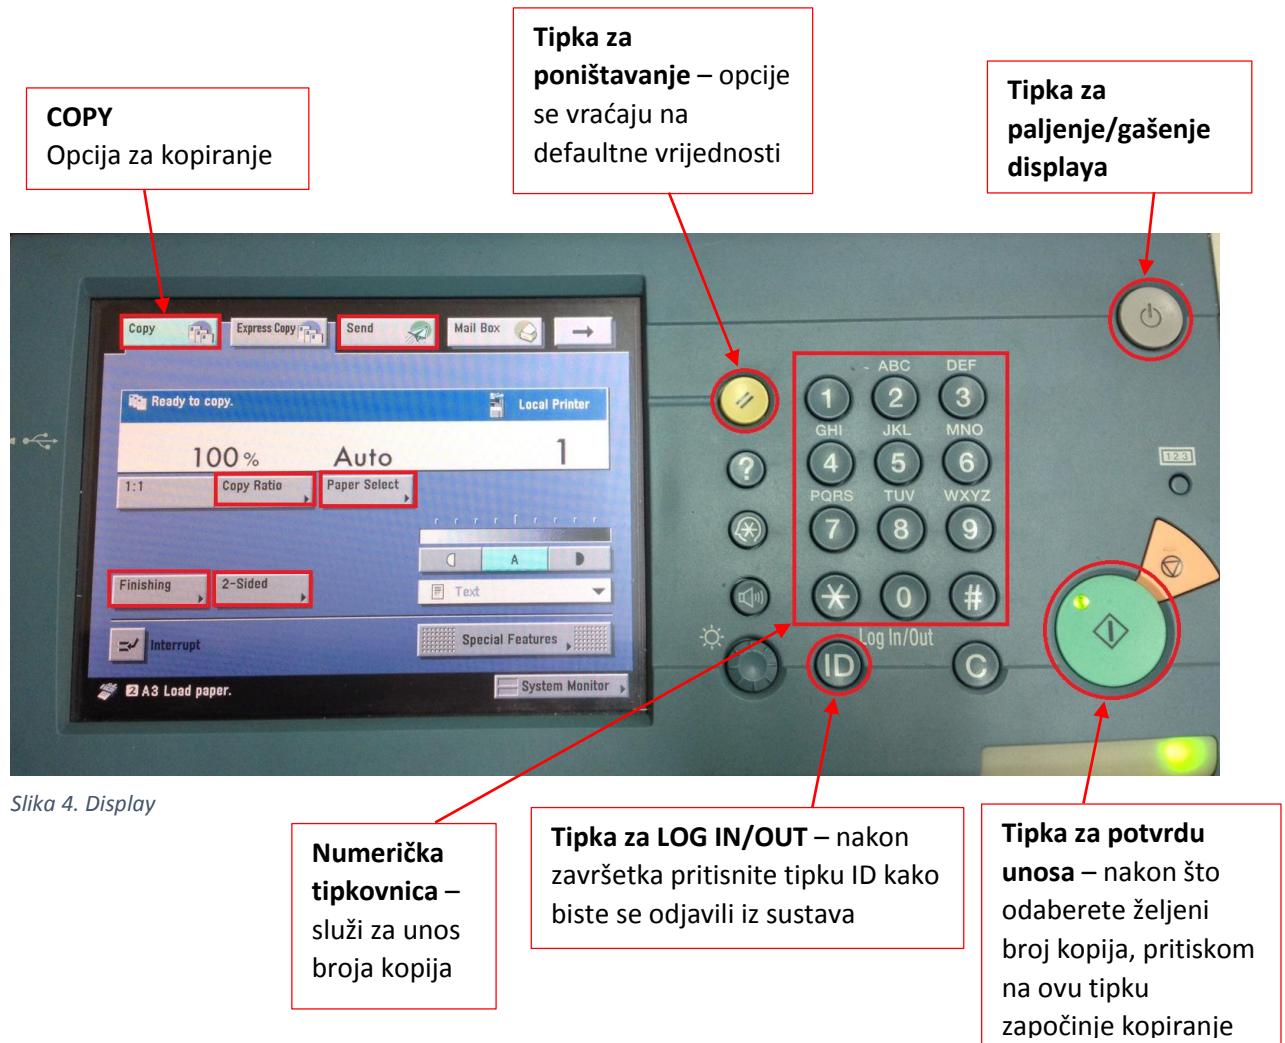 Tipka za
poništavanje – opcije
se vraćaju na
defaultne vrijednosti
Tipka za
paljenje/gašenje
displaya
COPY
Opcija za kopiranje
Copy
Express Copy
Send
Mail Box
Ready to copy.
Local Printer
100%
Auto
1
1:1
Copy Ratio
Paper Select
A
Finishing
2-Sided
Text
Interrupt
Special Features
2 A3 Load paper.
System Monitor
ABC DEF
1 2 3
GHI JKL MNO
? 4 5 6
PQRS TUV WXYZ
7 8 9
* 0 #
Log In/Out
ID C
123
Slika 4. Display
Numerička
tipkovnica –
služi za unos
broja kopija
Tipka za LOG IN/OUT – nakon
završetka pritisnite tipku ID kako
biste se odjavili iz sustava
Tipka za potvrdu
unosa – nakon što
odaberete željeni
broj kopija, pritiskom
na ovu tipku
započinje kopiranje